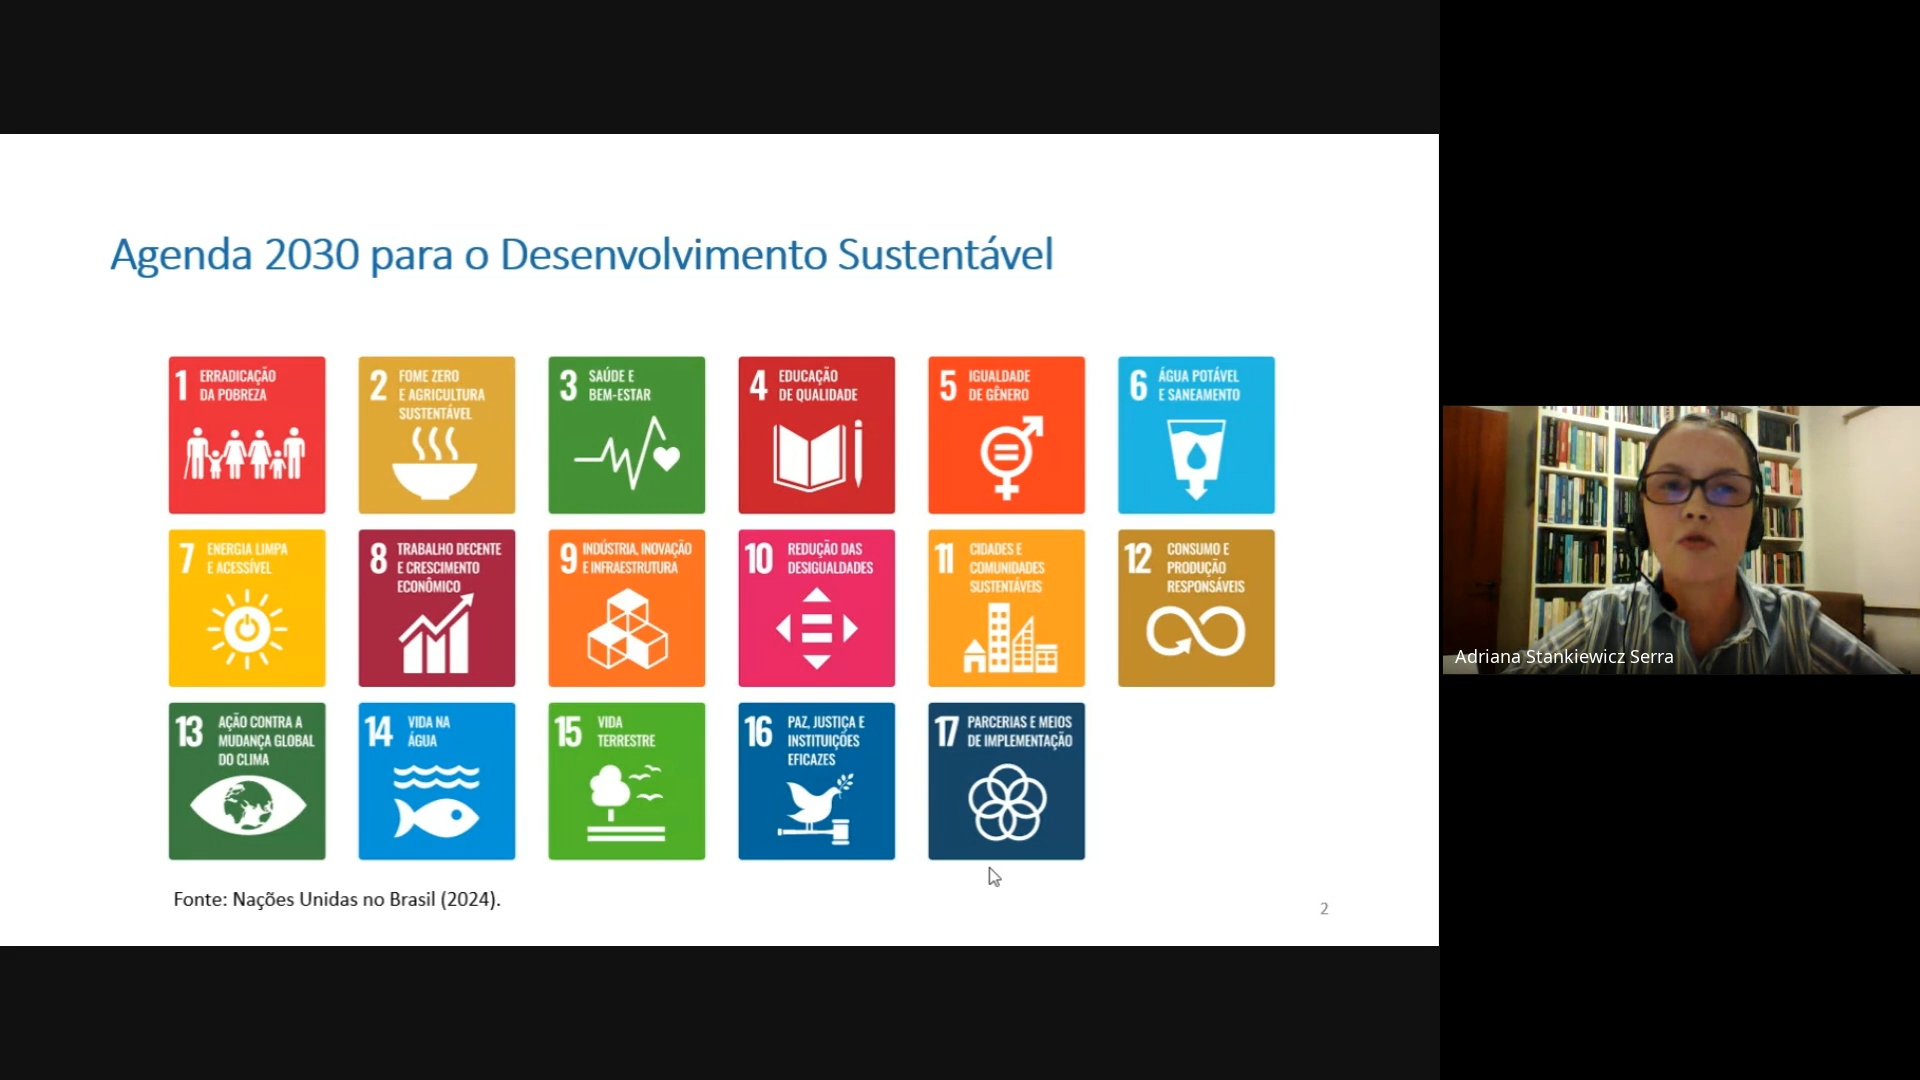 Agenda 2030 para o Desenvolvimento Sustentável
1 ERRADICAÇÃO
DA POBREZA
2 FOME ZERO
E AGRICULTURA
SUSTENTÁVEL
3 SAÚDE E
BEM-ESTAR
4 EDUCAÇÃO
DE QUALIDADE
5 IGUALDADE
DE GÊNERO
6 ÁGUA POTÁVEL
E SANEAMENTO
7 ENERGIA LIMPA
E ACESSÍVEL
8 TRABALHO DECENTE
E CRESCIMENTO
ECONÔMICO
9 INDÚSTRIA, INOVAÇÃO
E INFRAESTRUTURA
10 REDUÇÃO DAS
DESIGUALDADES
11 CIDADES E
COMUNIDADES
SUSTENTÁVEIS
12 CONSUMO E
PRODUÇÃO
RESPONSÁVEIS
13 AÇÃO CONTRA A
MUDANÇA GLOBAL
DO CLIMA
14 VIDA NA
ÁGUA
15 VIDA
TERRESTRE
16 PAZ, JUSTIÇA E
INSTITUIÇÕES
EFICAZES
17 PARCERIAS E MEIOS
DE IMPLEMENTAÇÃO
Fonte: Nações Unidas no Brasil (2024).
2
Adriana Stankiewicz Serra